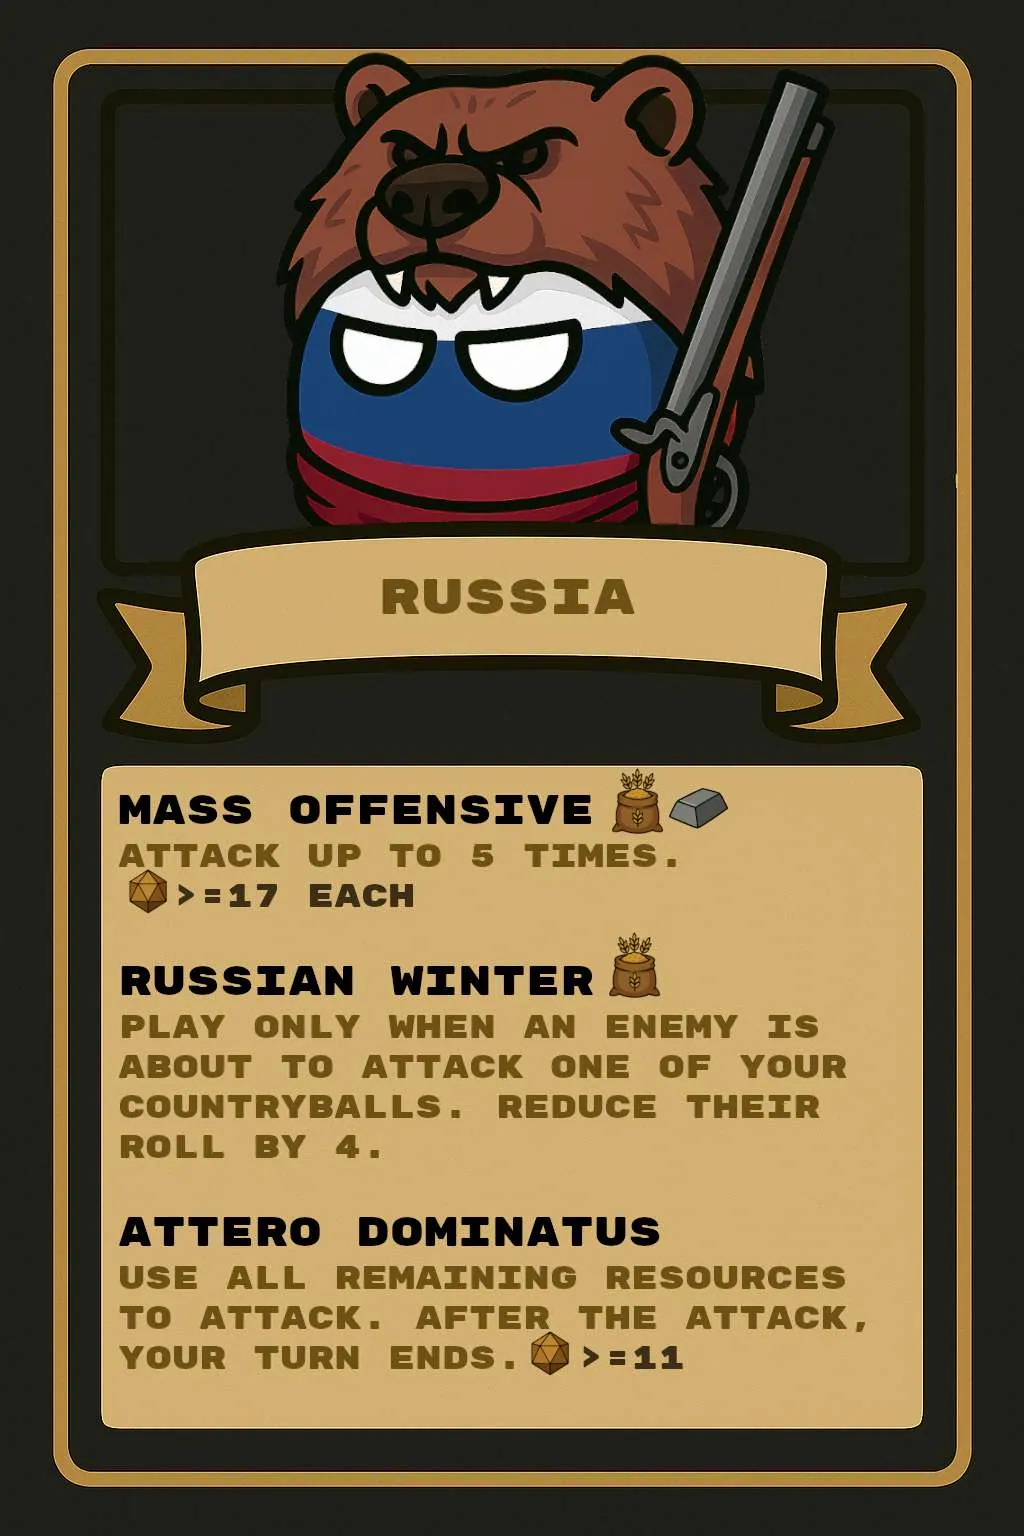 RUSSIA
MASS OFFENSIVE
ATTACK UP TO 5 TIMES.
>=17 EACH
RUSSIAN WINTER
PLAY ONLY WHEN AN ENEMY IS
ABOUT TO ATTACK ONE OF YOUR
COUNTRYBALLS. REDUCE THEIR
ROLL BY 4.
ATTERO DOMINATUS
USE ALL REMAINING RESOURCES
TO ATTACK. AFTER THE ATTACK,
YOUR TURN ENDS. >=11